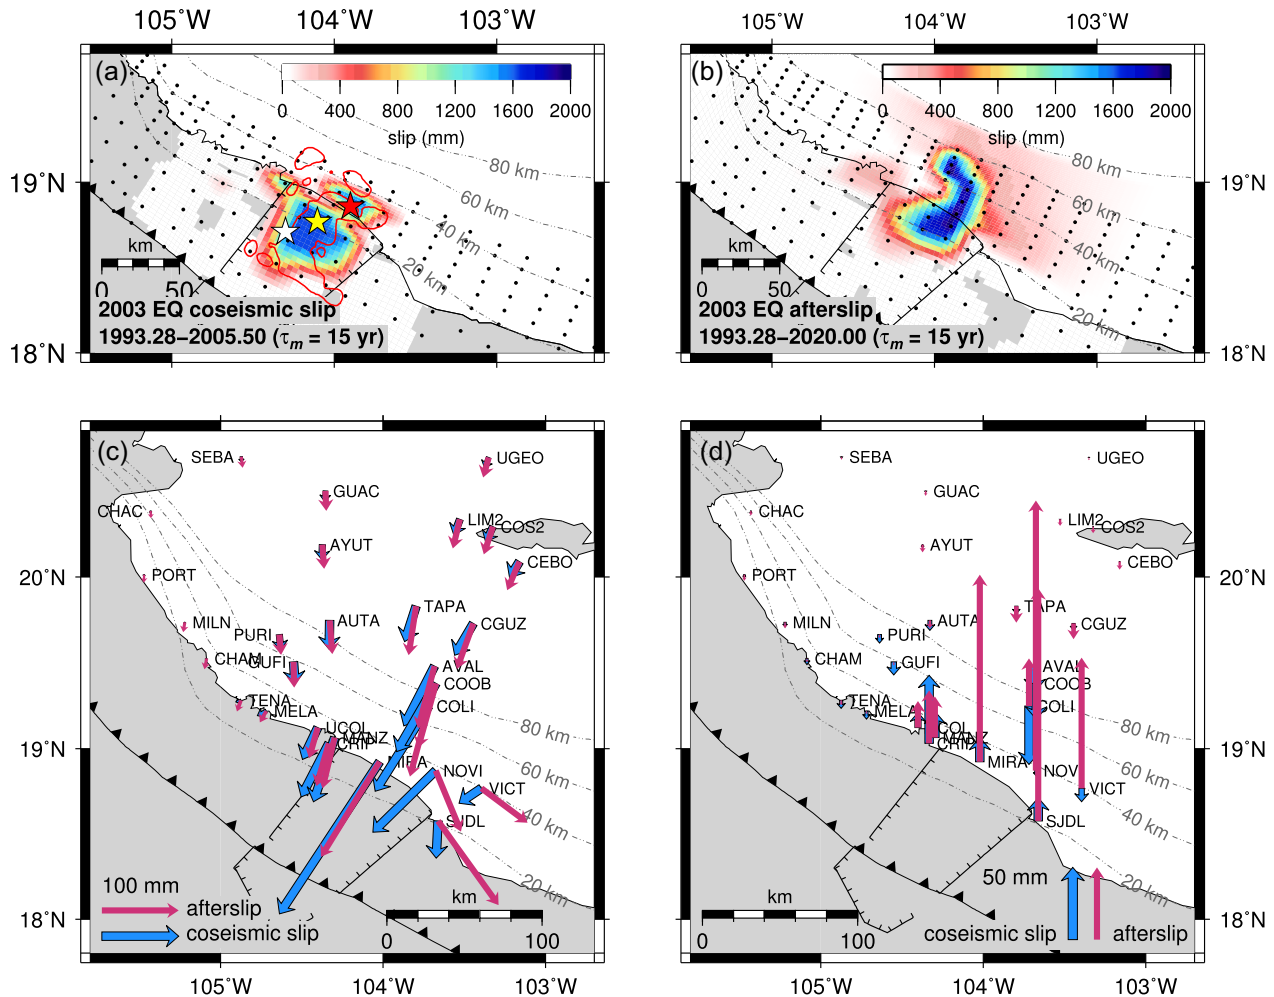 105˚W 104˚W 103˚W
105˚W 104˚W 103˚W
(a)
0 400 800 1200 1600 2000
slip (mm)
80 km
60 km
40 km
20 km
19˚N
18˚N
km
0 50
2003 EQ coseismic slip
1993.28−2005.50 (τm = 15 yr)
(b)
0 400 800 1200 1600 2000
slip (mm)
80 km
60 km
40 km
20 km
19˚N
18˚N
km
0 50
2003 EQ afterslip
1993.28−2020.00 (τm = 15 yr)
(c)
SEBA
UGEO
GUAC
CHAC
LIM2
COS2
AYUT
CEBO
PORT
TAPA
MILN
AUTA
CGUZ
PURI
CHAM
GUFI
AVAL
COOB
TENA
COLI
MELA
UCOL
MANZ
CRIP
MIRA
NOVI
VICT
SJDL
80 km
60 km
40 km
20 km
20˚N
19˚N
18˚N
100 mm
afterslip
coseismic slip
km
0 100
105˚W 104˚W 103˚W
(d)
SEBA
UGEO
GUAC
CHAC
LIM2
COS2
AYUT
CEBO
PORT
TAPA
MILN
AUTA
CGUZ
PURI
CHAM
GUFI
AVAL
COOB
TENA
COLI
MELA
MANZ
MIRA
NOVI
VICT
SJDL
80 km
60 km
40 km
20 km
20˚N
19˚N
18˚N
50 mm
km
0 100
coseismic slip
afterslip
105˚W 104˚W 103˚W